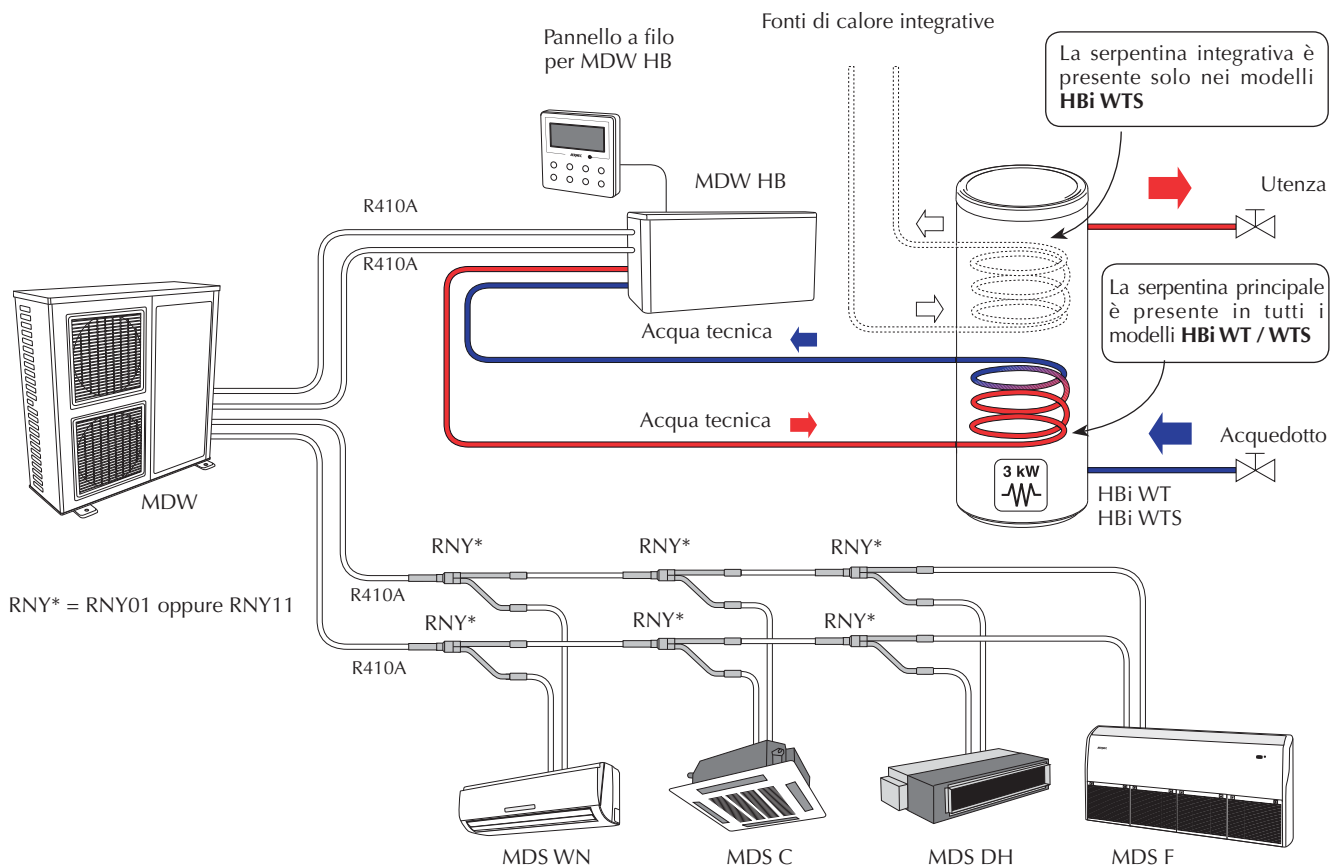 Fonti di calore integrative
Pannello a filo
per MDW HB
La serpentina integrativa è
presente solo nei modelli
HBi WTS
MDW HB
Utenza
R410A
R410A
La serpentina principale
è presente in tutti i
modelli HBi WT / WTS
Acqua tecnica
Acqua tecnica
Acquedotto
3 kW
HBi WT
HBi WTS
MDW
RNY*
RNY*
RNY*
R410A
RNY* = RNY01 oppure RNY11
RNY*
RNY*
RNY*
R410A
MDS WN
MDS C
MDS DH
MDS F